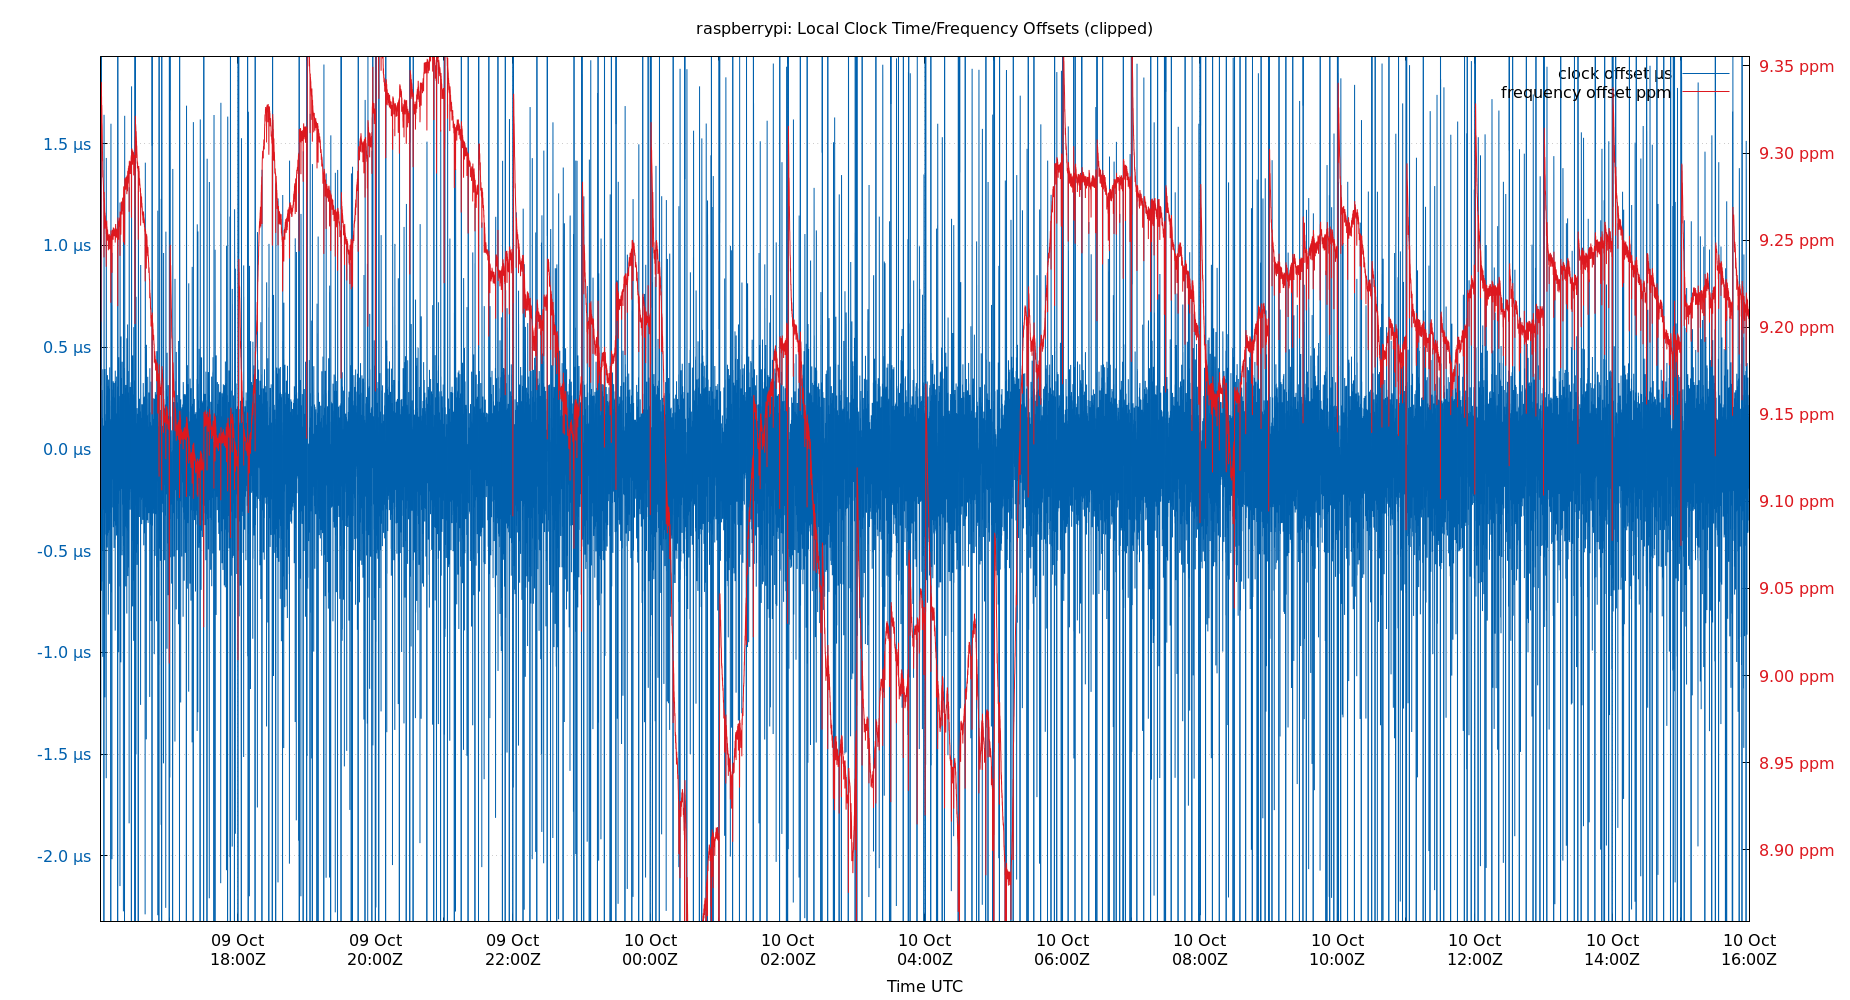 raspberrypi: Local Clock Time/Frequency Offsets (clipped)
clock offset µs
frequency offset ppm
1.5 µs
1.0 µs
0.5 µs
0.0 µs
-0.5 µs
-1.0 µs
-1.5 µs
-2.0 µs
9.35 ppm
9.30 ppm
9.25 ppm
9.20 ppm
9.15 ppm
9.10 ppm
9.05 ppm
9.00 ppm
8.95 ppm
8.90 ppm
09 Oct 09 Oct 09 Oct 10 Oct 10 Oct 10 Oct 10 Oct 10 Oct 10 Oct 10 Oct 10 Oct 10 Oct
18:00Z 20:00Z 22:00Z 00:00Z 02:00Z 04:00Z 06:00Z 08:00Z 10:00Z 12:00Z 14:00Z 16:00Z
Time UTC